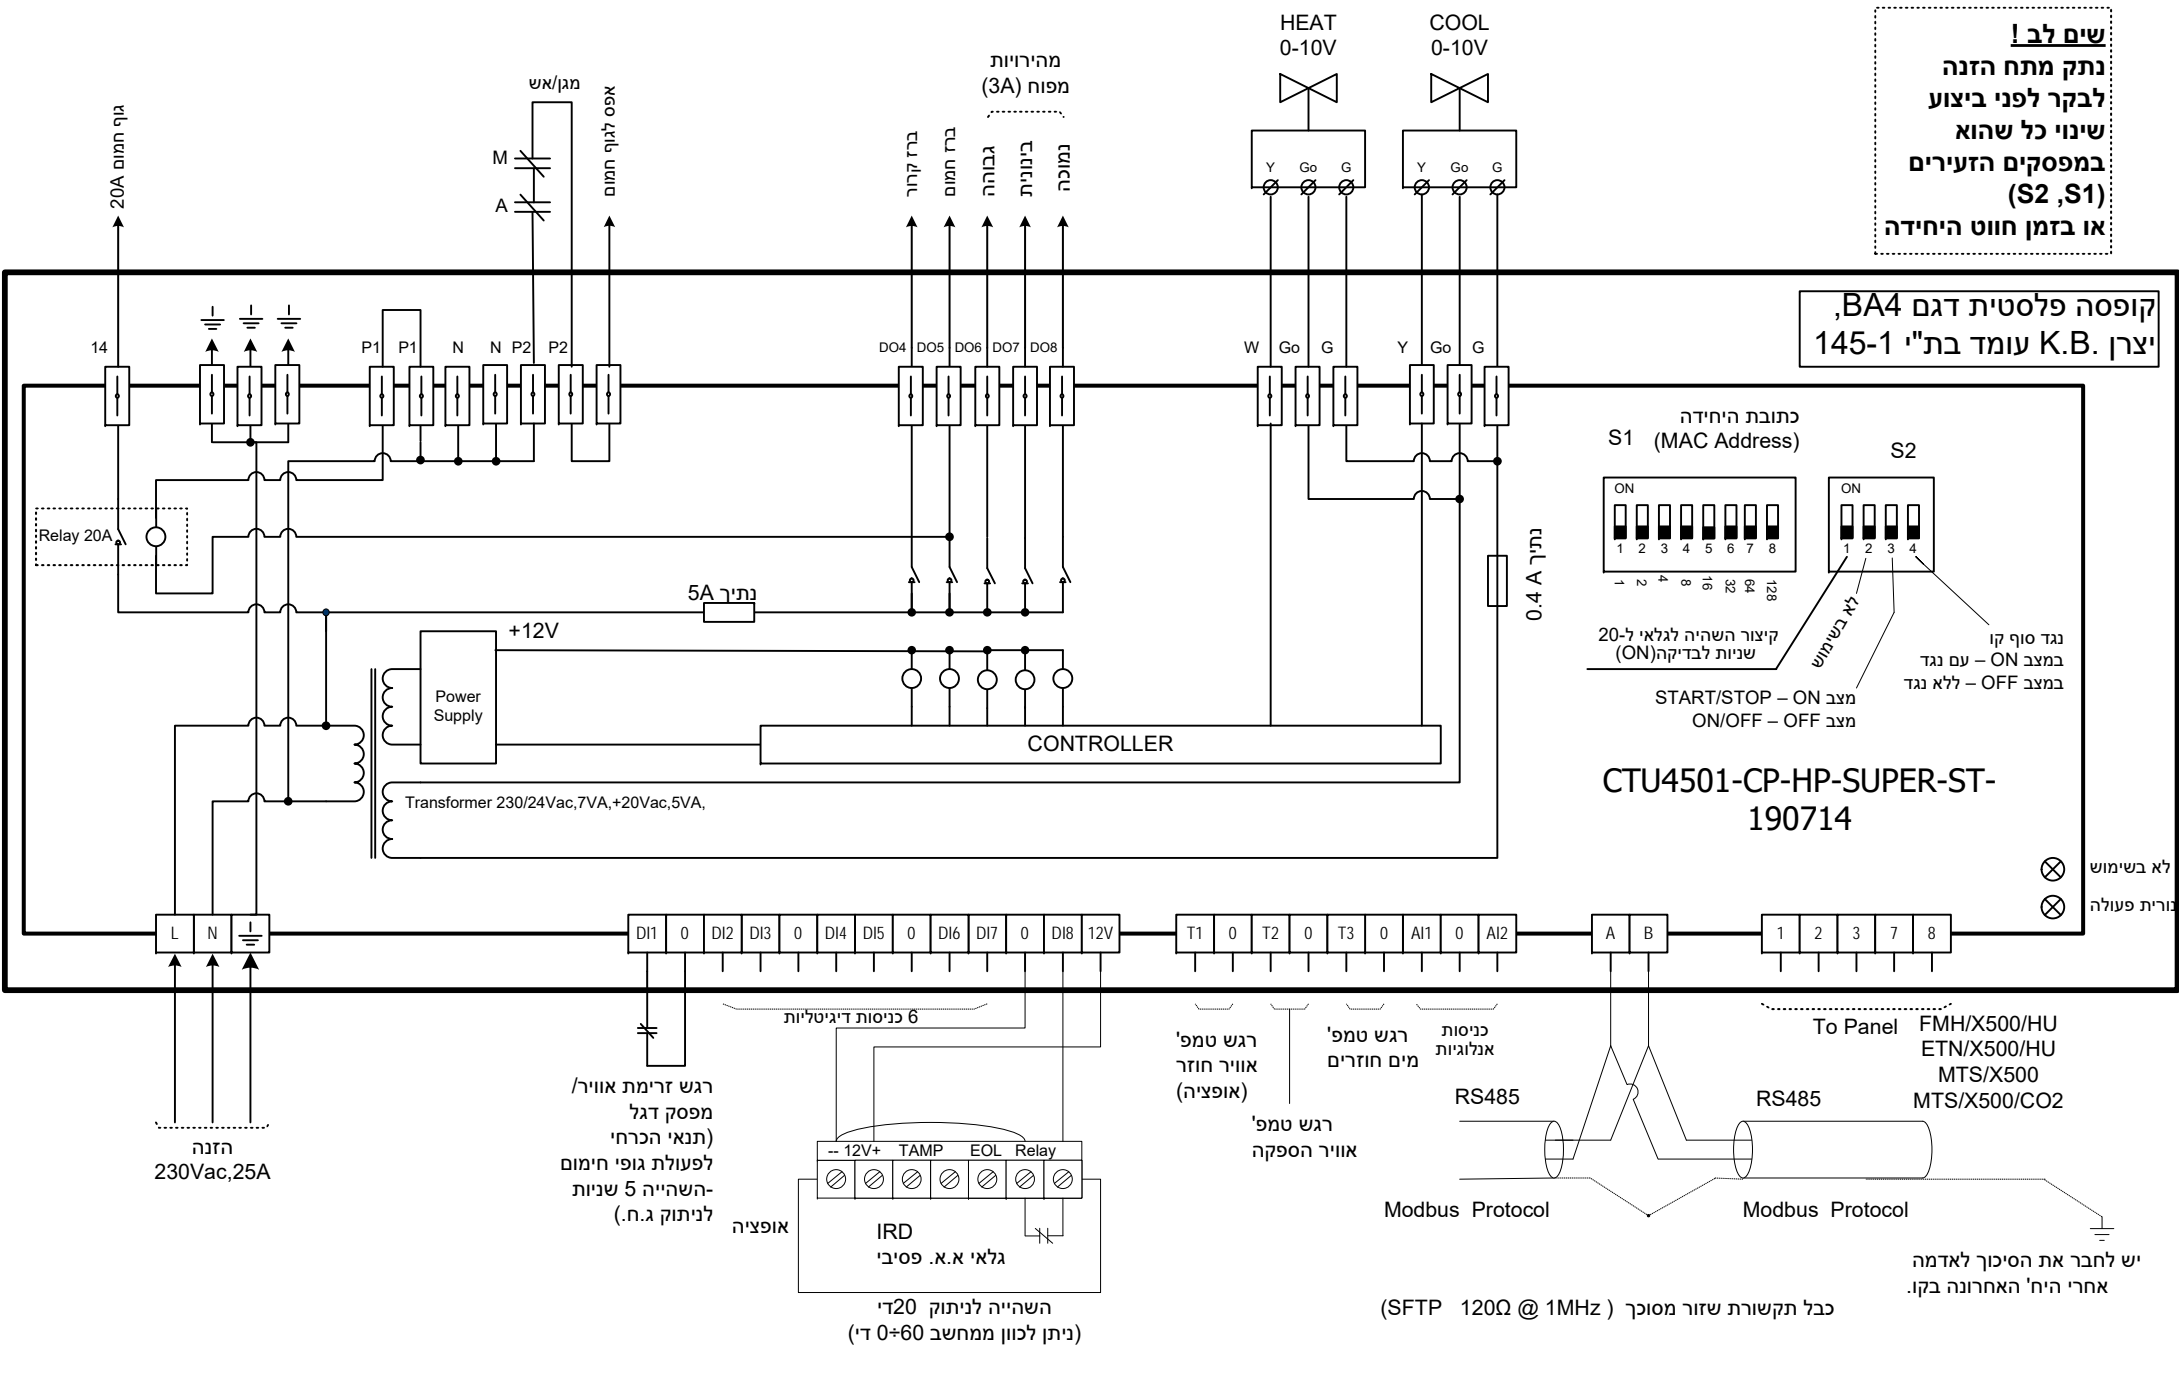 HEAT
0-10V
COOL
0-10V
שים לב !
נתק מתח הזנה
לבקר לפני ביצוע
שינוי כל שהוא
במפסקים הזעירים
(S2 ,S1)
או בזמן חווט היחידה
גוף חמום 20A
מגן/אש
M
A
אפס לגוף חמום
מהירויות
מפוח (3A)
ברז קרור
ברז חמום
גבוהה
בינונית
נמוכה
Y Go G
Y Go G
קופסה פלסטית דגם BA4,
יצרן .K.B עומד בת"י 145-1
14
P1 P1 N N P2 P2
DO4 DO5 DO6 DO7 DO8
W Go G
Y Go G
כתובת היחידה
S1 (MAC Address)
S2
ON
1 2 3 4 5 6 7 8
1 2 4 8 16 32 64 128
ON
1 2 3 4
Relay 20A
נתיך 5A
נתיך 0.4 A
+12V
Power
Supply
קיצור השהיה לגלאי ל-20
שניות לבדיקה(ON)
לא בשימוש
נגד סוף קו
במצב ON – עם נגד
במצב OFF – ללא נגד
מצב START/STOP – ON
מצב ON/OFF – OFF
CONTROLLER
Transformer 230/24Vac,7VA,+20Vac,5VA,
CTU4501-CP-HP-SUPER-ST-
190714
לא בשימוש
נורית פעולה
L N
DI1 0 DI2 DI3 0 DI4 DI5 0 DI6 DI7 0 DI8 12V
T1 0 T2 0 T3 0 AI1 0 AI2
A B
1 2 3 7 8
6 כניסות דיגיטליות
הזנה
230Vac,25A
רגש זרימת אוויר/
מפסק דגל
(תנאי הכרחי
לפעולת גופי חימום
-השהייה 5 שניות
לניתוק ג.ח.)
אופציה
-- 12V+ TAMP EOL Relay
IRD
גלאי א.א. פסיבי
השהייה לניתוק 20די
(ניתן לכוון ממחשב 60÷0 די)
רגש טמפ'
אוויר חוזר
(אופציה)
רגש טמפ'
אוויר הספקה
רגש טמפ'
מים חוזרים
כניסות
אנלוגיות
To Panel
FMH/X500/HU
ETN/X500/HU
MTS/X500
MTS/X500/CO2
RS485
RS485
Modbus Protocol
Modbus Protocol
יש לחבר את הסיכוך לאדמה
אחרי היח' האחרונה בקו.
כבל תקשורת שזור מסוכך (SFTP 120Ω @ 1MHz )